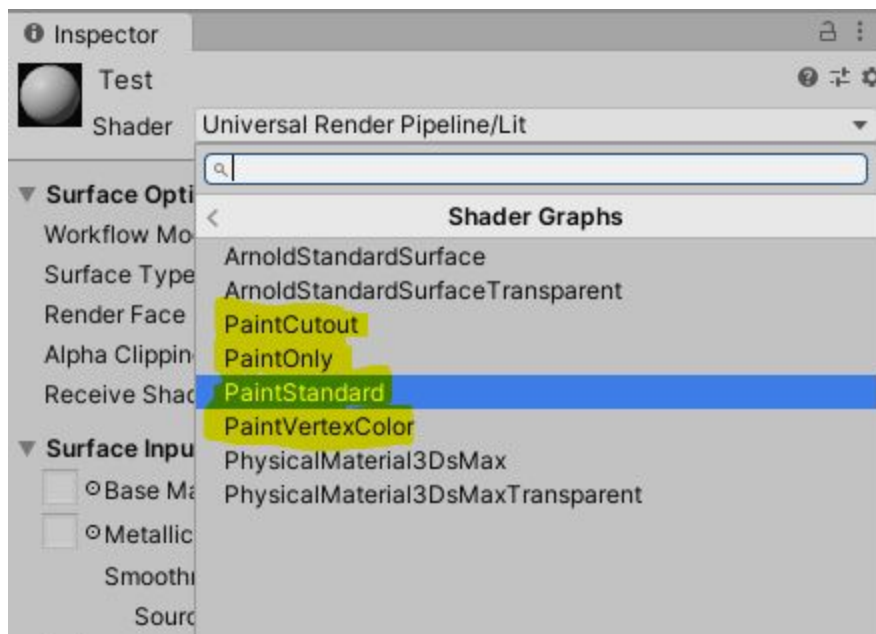 Inspector
Test
Shader Universal Render Pipeline/Lit
Shader Graphs
Surface Opti
Workflow Mo
Surface Type
Render Face
Alpha Clippin
Receive Shad
Surface Inpu
Base Ma
Metallic
Smooth
Sourc
ArnoldStandardSurface
ArnoldStandardSurfaceTransparent
PaintCutout
PaintOnly
PaintStandard
PaintVertexColor
PhysicalMaterial3DsMax
PhysicalMaterial3DsMaxTransparent